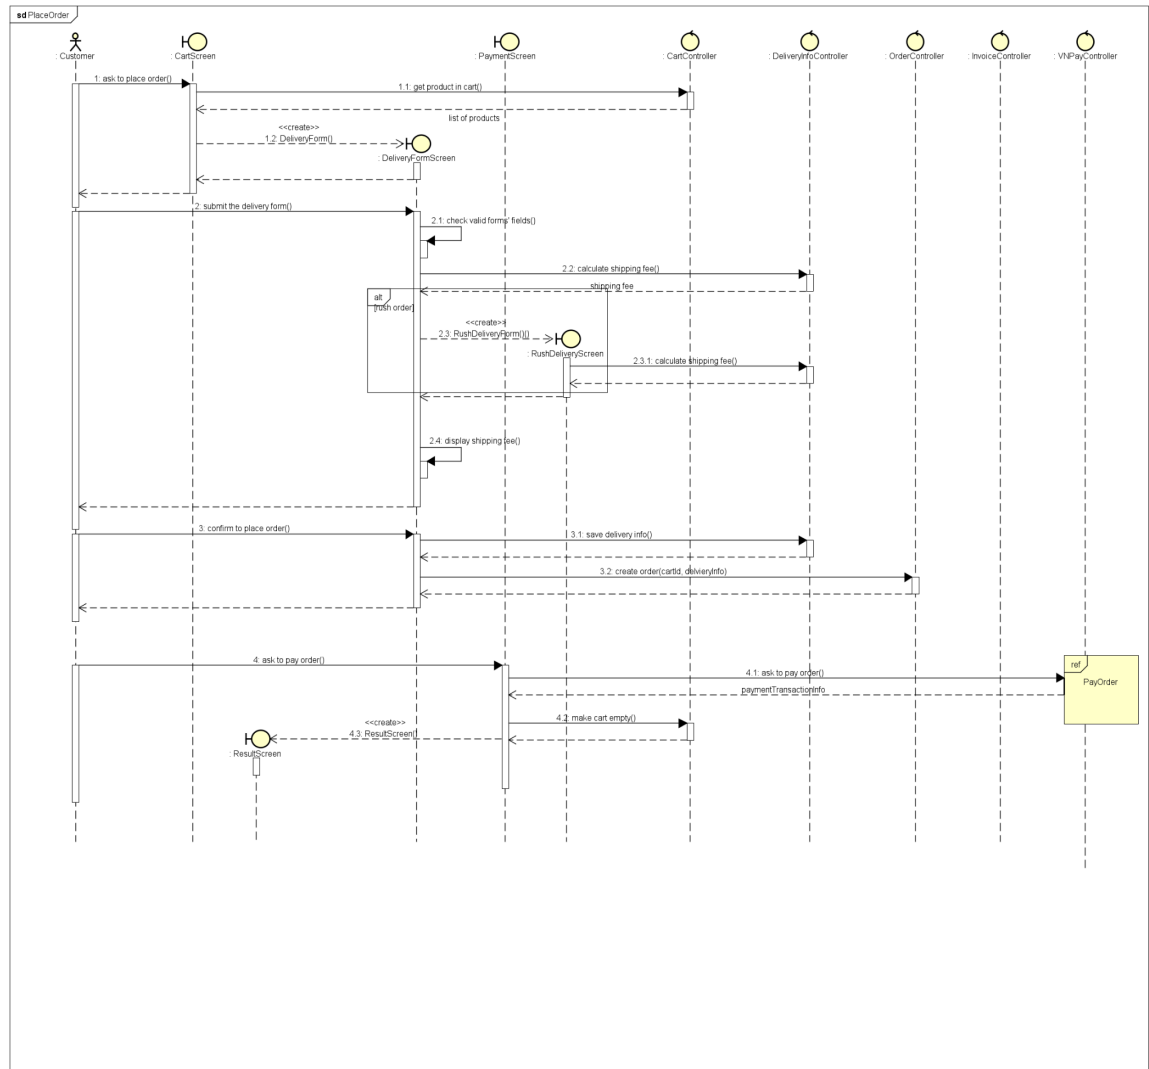 sd PlaceOrder
: Customer
: CartScreen
: PaymentScreen
: CartController
: DeliveryInfoController
: OrderController
: InvoiceController
: VNPayController
1: ask to place order()
1.1: get product in cart()
list of products
<<create>>
1.2: DeliveryForm()
: DeliveryFormScreen
2: submit the delivery form()
2.1: check valid forms' fields()
2.2: calculate shipping fee()
shipping fee
alt
[rush order]
<<create>>
2.3: RushDeliveryForm()()
: RushDeliveryScreen
2.3.1: calculate shipping fee()
2.4: display shipping fee()
3: confirm to place order()
3.1: save delivery info()
3.2: create order(cartId, delvieryInfo)
4: ask to pay order()
ref
PayOrder
4.1: ask to pay order()
paymentTransactionInfo
<<create>>
4.2: make cart empty()
4.3: ResultScreen()
: ResultScreen